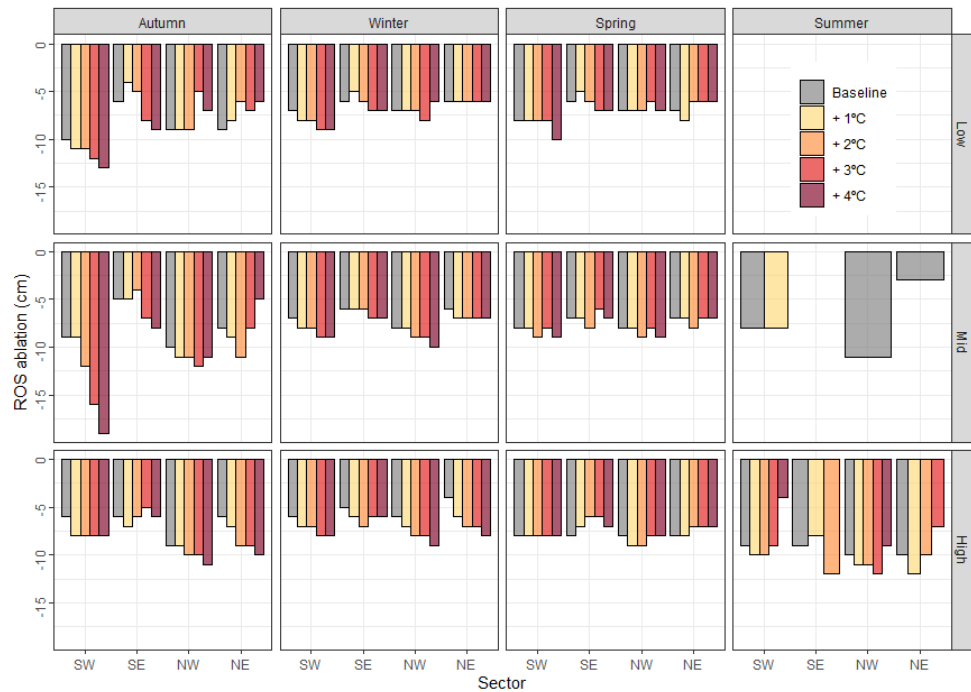 Autumn Winter Spring Summer
0
-5
-10
-15
Low
Baseline
+ 1ºC
+ 2ºC
+ 3ºC
+ 4ºC
0
-5
-10
-15
Mid
ROS ablation (cm)
0
-5
-10
-15
High
SW SE NW NE SW SE NW NE SW SE NW NE SW SE NW NE
Sector